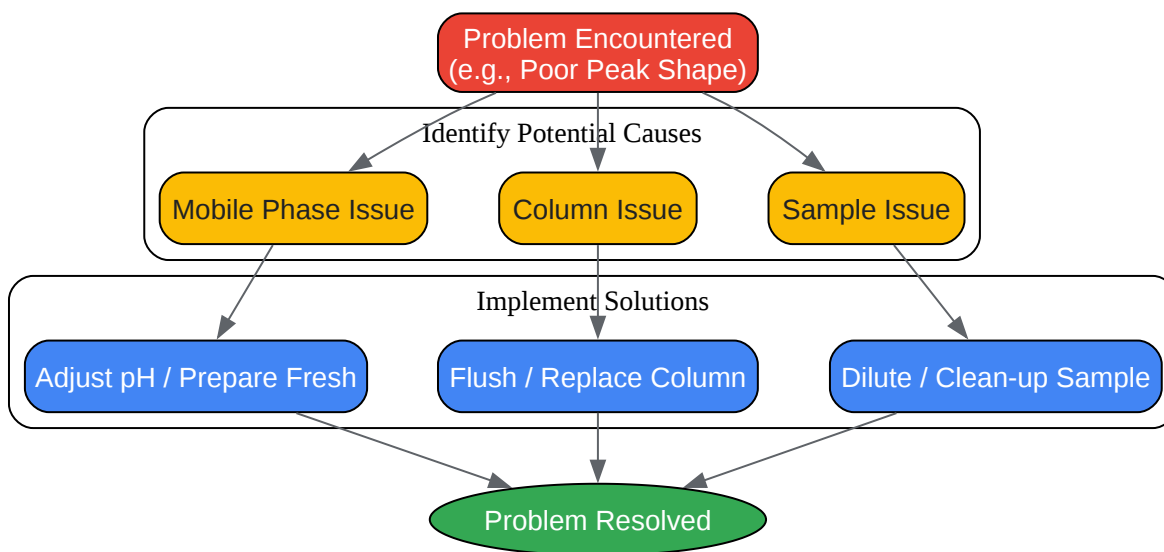 Problem Encountered
(e.g., Poor Peak Shape)
Identify Potential Causes
Mobile Phase Issue
Column Issue
Sample Issue
Implement Solutions
Adjust pH / Prepare Fresh
Flush / Replace Column
Dilute / Clean-up Sample
Problem Resolved